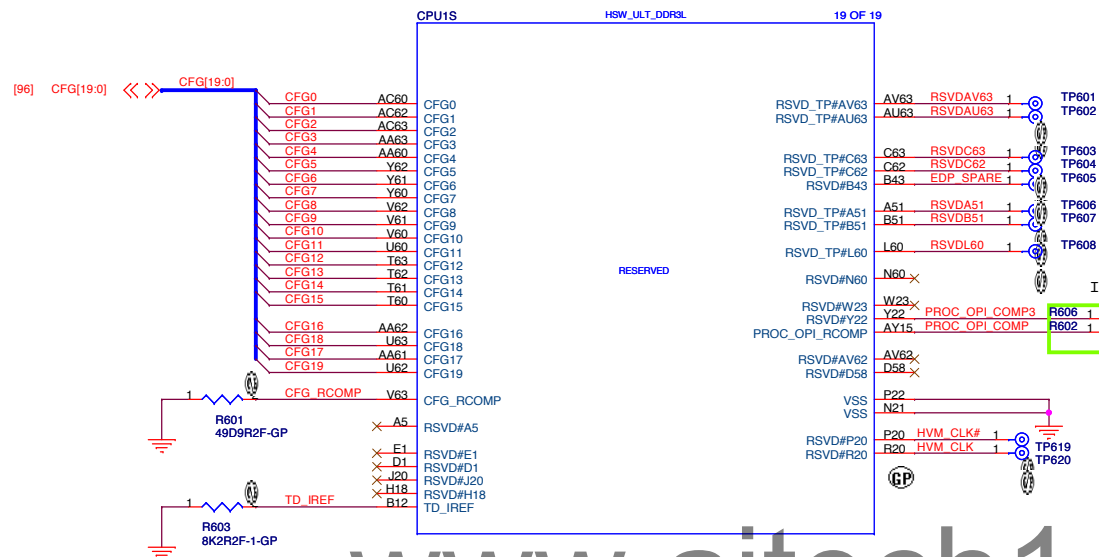 CPU1S HSW_ULT_DDR3L 19 OF 19
[96] CFG[19:0] CFG[19:0]
CFG0 AC60 CFG0 RSVD_TP#AV63 AV63 RSVDAV63 1 TP601
CFG1 AC62 CFG1 RSVD_TP#AU63 AU63 RSVDAU63 1 TP602
CFG2 AC63 CFG2
CFG3 AA63 CFG3
CFG4 AA60 CFG4 RSVD_TP#C63 C63 RSVDC63 1 TP603
CFG5 Y62 CFG5 RSVD_TP#C62 C62 RSVDC62 1 TP604
CFG6 Y61 CFG6 RSVD#B43 B43 EDP_SPARE 1 TP605
CFG7 Y60 CFG7
CFG8 V62 CFG8 RSVD_TP#A51 A51 RSVDA51 1 TP606
CFG9 V61 CFG9 RSVD_TP#B51 B51 RSVDB51 1 TP607
CFG10 V60 CFG10
CFG11 U60 CFG11 RSVD_TP#L60 L60 RSVDL60 1 TP608
CFG12 T63 CFG12
CFG13 T62 CFG13 RESERVED RSVD#N60 N60
CFG14 T61 CFG14 I
CFG15 T60 CFG15 RSVD#W23 W23
RSVD#Y22 Y22 PROC_OPI_COMP3 R606 1
CFG16 AA62 CFG16 PROC_OPI_RCOMP AY15 PROC_OPI_COMP R602 1
CFG18 U63 CFG18
CFG17 AA61 CFG17 RSVD#AV62 AV62
CFG19 U62 CFG19 RSVD#D58 D58
1 CFG_RCOMP V63 CFG_RCOMP VSS P22
R601 VSS N21
49D9R2F-GP
A5 RSVD#A5
RSVD#P20 P20 HVM_CLK# 1 TP619
E1 RSVD#E1 RSVD#R20 R20 HVM_CLK 1 TP620
D1 RSVD#D1
J20 RSVD#J20 GP
H18 RSVD#H18
1 TD_IREF B12 TD_IREF
R603
8K2R2F-1-GP